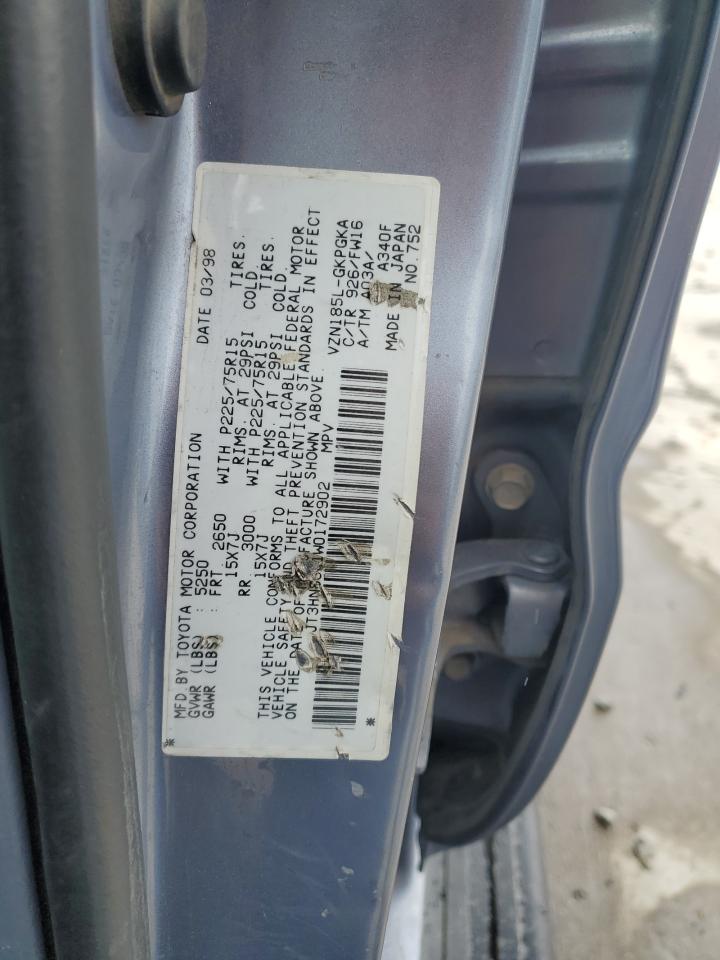 MFD. BY TOYOTA MOTOR CORPORATION DATE 03/98
GVWR (LBS) : 5250
GAWR (LBS) : FRT 2650 WITH P225/75R15 TIRES.
15X7J RIMS. AT 29PSI COLD.
RR 3000 WITH P225/75R15 TIRES.
15X7J RIMS. AT 29PSI COLD.
THIS VEHICLE CONFORMS TO ALL APPLICABLE FEDERAL MOTOR
VEHICLE SAFETY AND THEFT PREVENTION STANDARDS IN EFFECT
ON THE DATE OF MANUFACTURE SHOWN ABOVE.
MPV
VZN185L-GKPGKA
C/TR 926/FW16
A/TM A03A/ A340F
MADE IN JAPAN
NO.752
* *